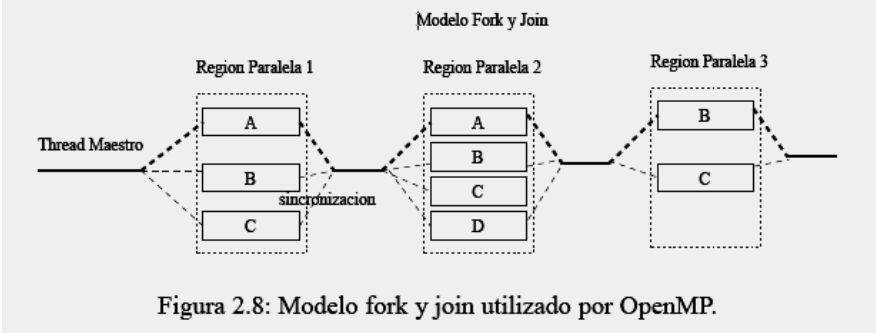 Modelo Fork y Join
Region Paralela 1
Region Paralela 2
Region Paralela 3
Thread Maestro
A
B
C
sincronizacion
A
B
C
D
B
C
Figura 2.8: Modelo fork y join utilizado por OpenMP.